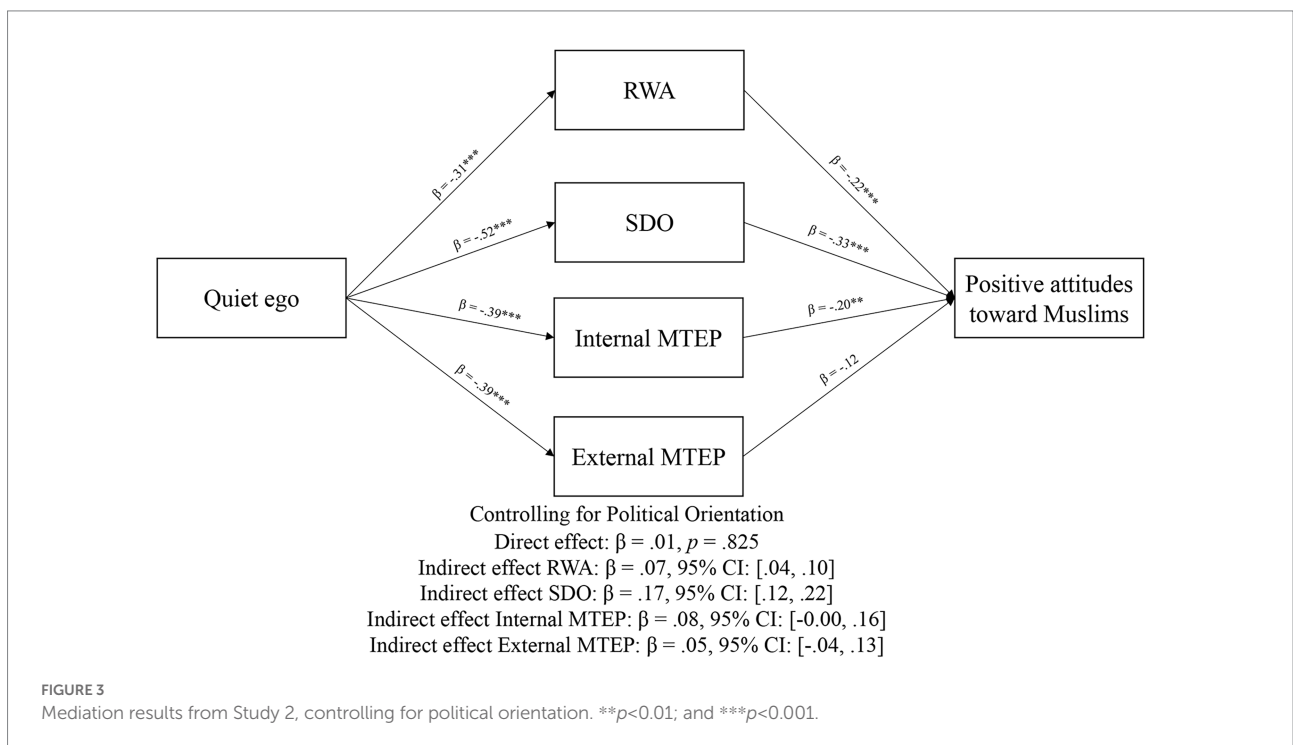 RWA
β = -.31***
β = -.22***
SDO
β = -.52***
β = -.33***
Quiet ego
Positive attitudes
toward Muslims
β = -.39***
β = -.20**
Internal MTEP
β = -.39***
β = -.12
External MTEP
Controlling for Political Orientation
Direct effect: β = .01, p = .825
Indirect effect RWA: β = .07, 95% CI: [.04, .10]
Indirect effect SDO: β = .17, 95% CI: [.12, .22]
Indirect effect Internal MTEP: β = .08, 95% CI: [-0.00, .16]
Indirect effect External MTEP: β = .05, 95% CI: [-.04, .13]
FIGURE 3
Mediation results from Study 2, controlling for political orientation. **p<0.01; and ***p<0.001.